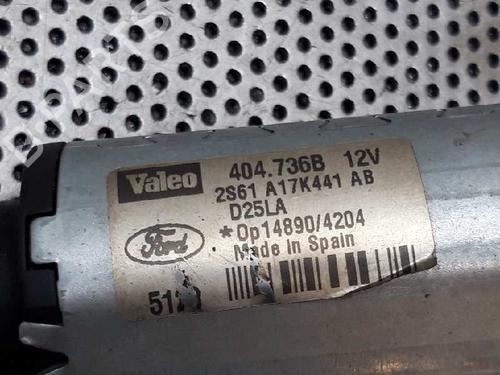 Valeo 404.736B 12V
2S61 A17K441 AB
D25LA
Ford *Op14890/4204
Made in Spain